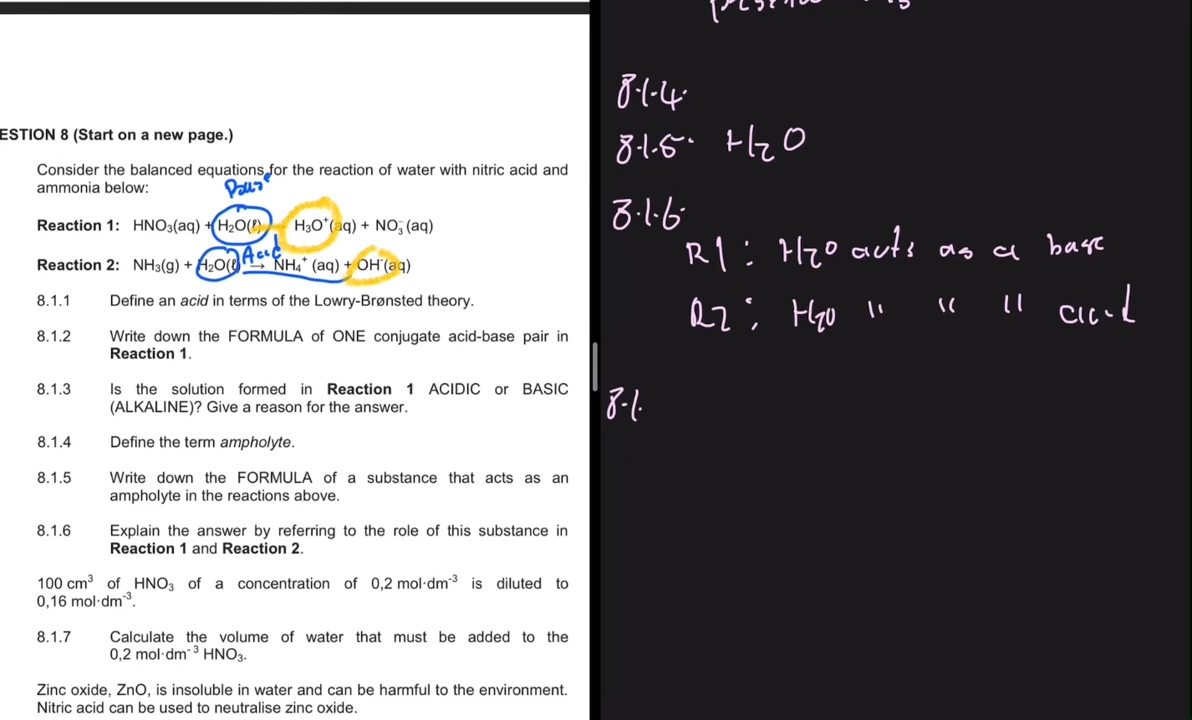 ESTION 8 (Start on a new page.)
Consider the balanced equations for the reaction of water with nitric acid and
ammonia below:
Base
Reaction 1: HNO₃(aq) + H₂O(ℓ) H₃O⁺(aq) + NO₃⁻(aq)
Acid
Reaction 2: NH₃(g) + H₂O(ℓ) → NH₄⁺ (aq) + OH⁻(aq)
8.1.1 Define an acid in terms of the Lowry-Brønsted theory.
8.1.2 Write down the FORMULA of ONE conjugate acid-base pair in
Reaction 1.
8.1.3 Is the solution formed in Reaction 1 ACIDIC or BASIC
(ALKALINE)? Give a reason for the answer.
8.1.4 Define the term ampholyte.
8.1.5 Write down the FORMULA of a substance that acts as an
ampholyte in the reactions above.
8.1.6 Explain the answer by referring to the role of this substance in
Reaction 1 and Reaction 2.
100 cm³ of HNO₃ of a concentration of 0,2 mol·dm⁻³ is diluted to
0,16 mol·dm⁻³.
8.1.7 Calculate the volume of water that must be added to the
0,2 mol·dm⁻³ HNO₃.
Zinc oxide, ZnO, is insoluble in water and can be harmful to the environment.
Nitric acid can be used to neutralise zinc oxide.
8.1.4.
8.1.5. H₂O
8.1.6.
R1 : H₂O acts as a base
R2 : H₂O " " " acid
8.1.